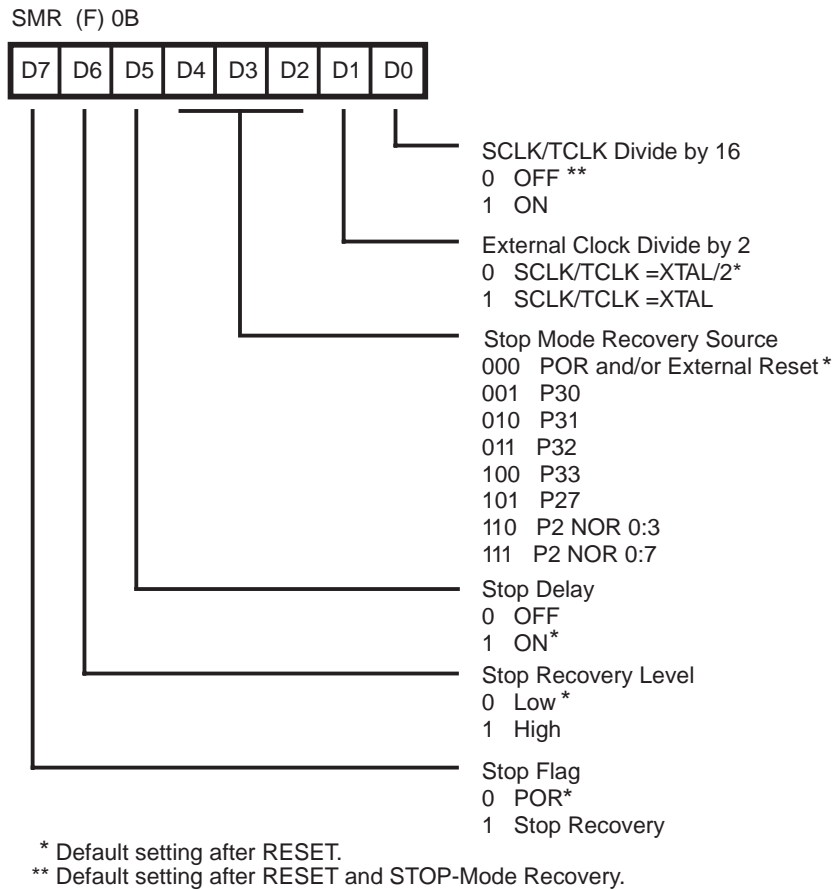 SMR (F) 0B
D7 D6 D5 D4 D3 D2 D1 D0
SCLK/TCLK Divide by 16
0 OFF **
1 ON
External Clock Divide by 2
0 SCLK/TCLK =XTAL/2*
1 SCLK/TCLK =XTAL
Stop Mode Recovery Source
000 POR and/or External Reset *
001 P30
010 P31
011 P32
100 P33
101 P27
110 P2 NOR 0:3
111 P2 NOR 0:7
Stop Delay
0 OFF
1 ON*
Stop Recovery Level
0 Low *
1 High
Stop Flag
0 POR*
1 Stop Recovery
* Default setting after RESET.
** Default setting after RESET and STOP-Mode Recovery.